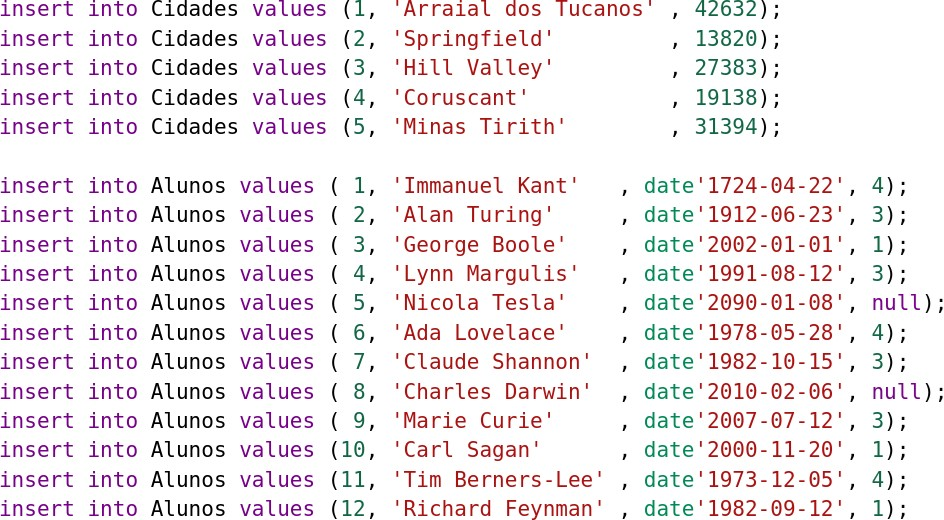 insert into Cidades values (1, 'Arraial dos Tucanos' , 42632);
insert into Cidades values (2, 'Springfield'         , 13820);
insert into Cidades values (3, 'Hill Valley'         , 27383);
insert into Cidades values (4, 'Coruscant'           , 19138);
insert into Cidades values (5, 'Minas Tirith'        , 31394);
insert into Alunos values ( 1, 'Immanuel Kant'   , date'1724-04-22', 4);
insert into Alunos values ( 2, 'Alan Turing'     , date'1912-06-23', 3);
insert into Alunos values ( 3, 'George Boole'    , date'2002-01-01', 1);
insert into Alunos values ( 4, 'Lynn Margulis'   , date'1991-08-12', 3);
insert into Alunos values ( 5, 'Nicola Tesla'    , date'2090-01-08', null);
insert into Alunos values ( 6, 'Ada Lovelace'    , date'1978-05-28', 4);
insert into Alunos values ( 7, 'Claude Shannon'  , date'1982-10-15', 3);
insert into Alunos values ( 8, 'Charles Darwin'  , date'2010-02-06', null);
insert into Alunos values ( 9, 'Marie Curie'     , date'2007-07-12', 3);
insert into Alunos values (10, 'Carl Sagan'      , date'2000-11-20', 1);
insert into Alunos values (11, 'Tim Berners-Lee' , date'1973-12-05', 4);
insert into Alunos values (12, 'Richard Feynman' , date'1982-09-12', 1);